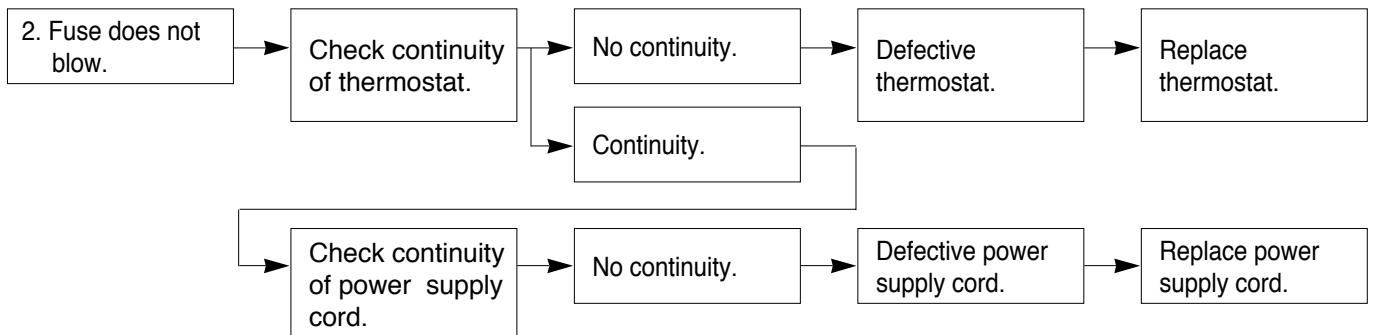 2. Fuse does not
blow.
Check continuity
of thermostat.
No continuity.
Defective
thermostat.
Replace
thermostat.
Continuity.
Check continuity
of power supply
cord.
No continuity.
Defective power
supply cord.
Replace power
supply cord.